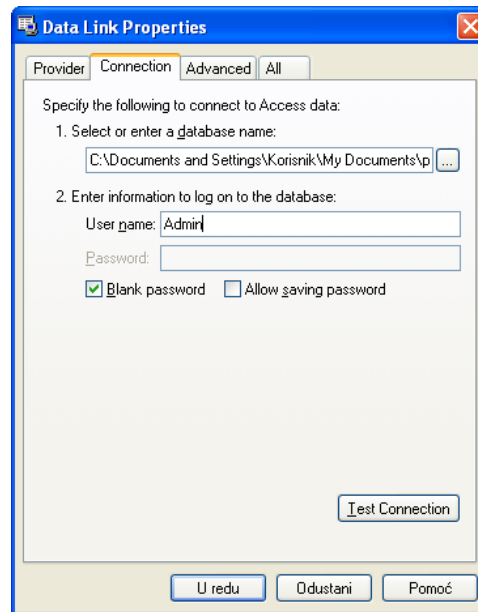 Data Link Properties
Provider Connection Advanced All
Specify the following to connect to Access data:
1. Select or enter a database name:
C:\Documents and Settings\Korisnik\My Documents\p ...
2. Enter information to log on to the database:
User name: Admin
Password:
Blank password Allow saving password
Test Connection
U redu Odustani Pomoć